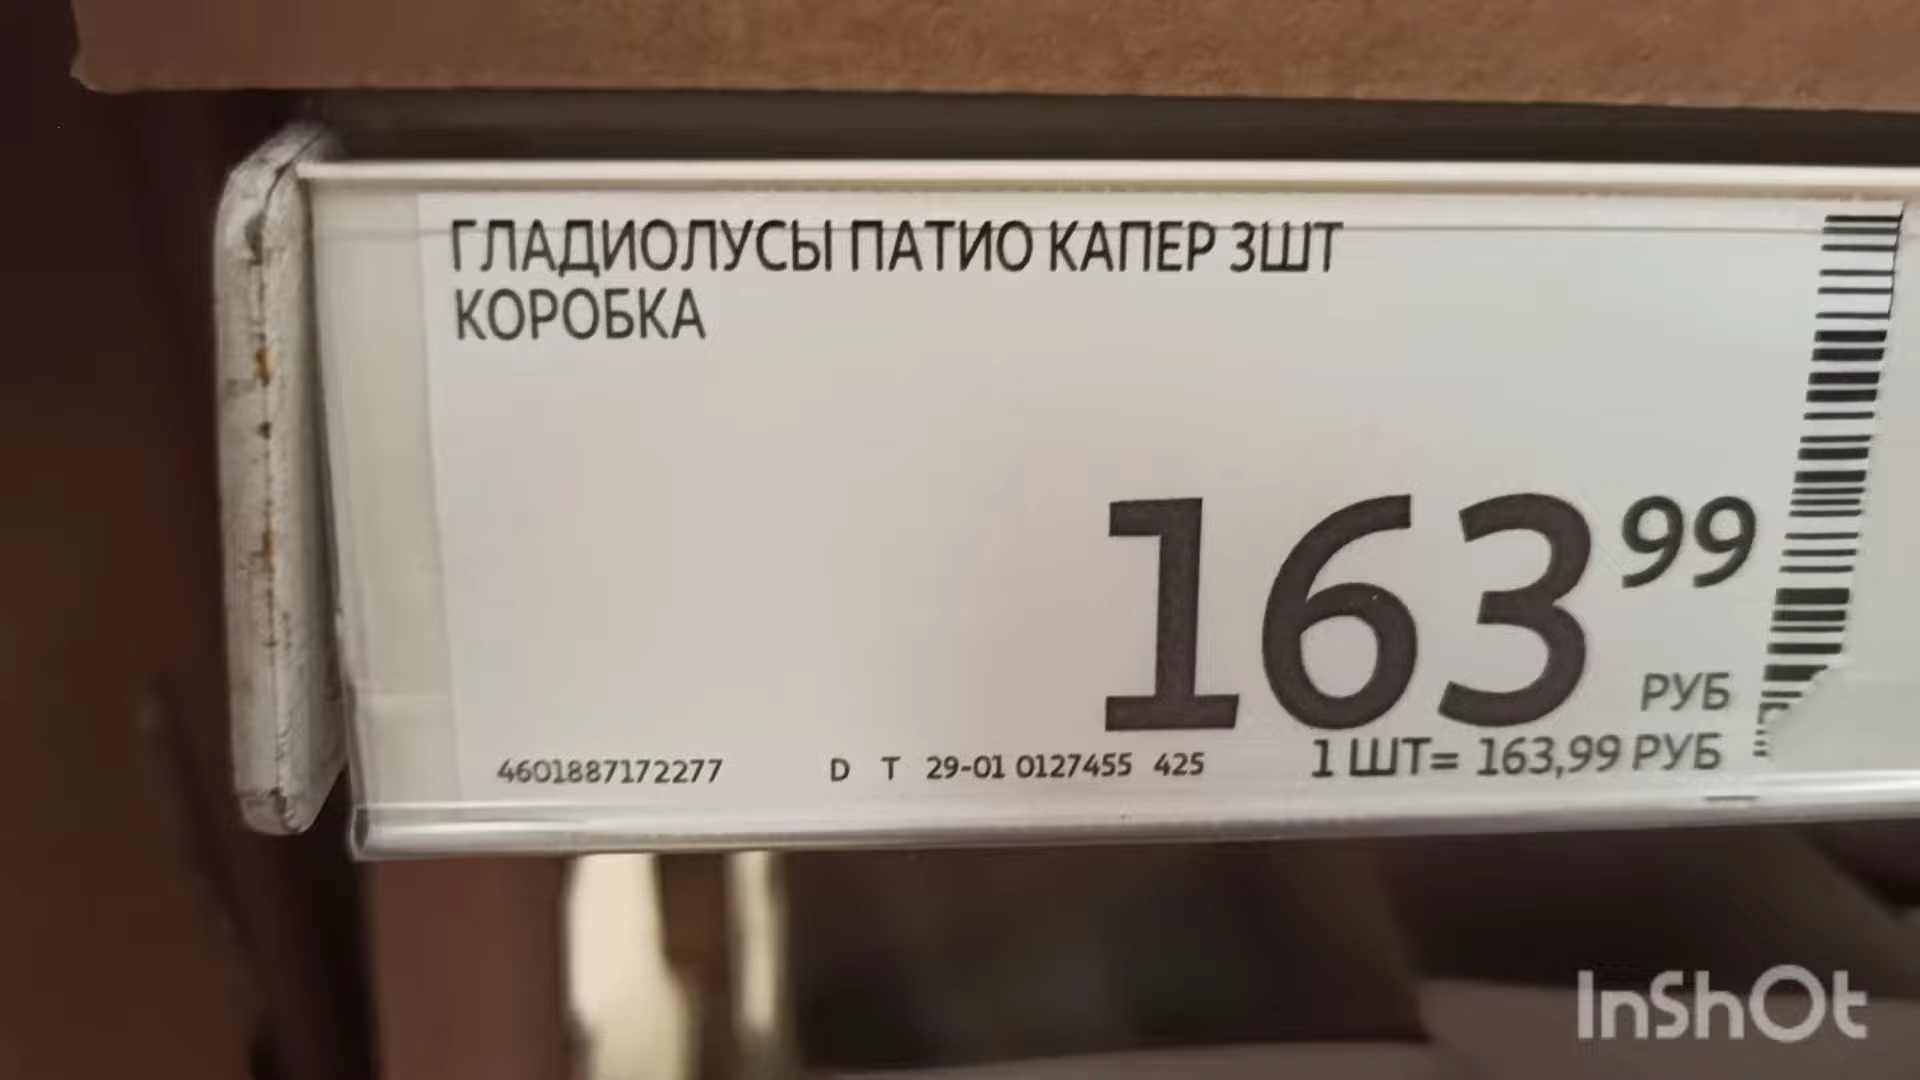 ГЛАДИОЛУСЫ ПАТИО КАПЕР 3ШТ
КОРОБКА
163 99
РУБ
4601887172277 D T 29-01 0127455 425 1 ШТ= 163,99 РУБ
InShOt